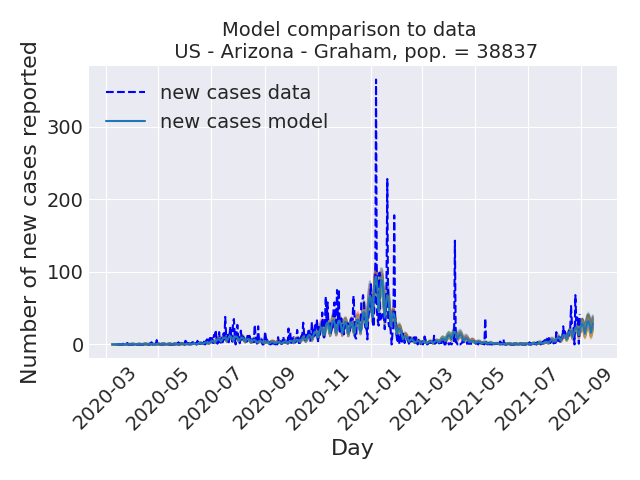 Model comparison to data
US - Arizona - Graham, pop. = 38837
new cases data
new cases model
Number of new cases reported
300
200
100
0
2020-03
2020-05
2020-07
2020-09
2020-11
2021-01
2021-03
2021-05
2021-07
2021-09
Day